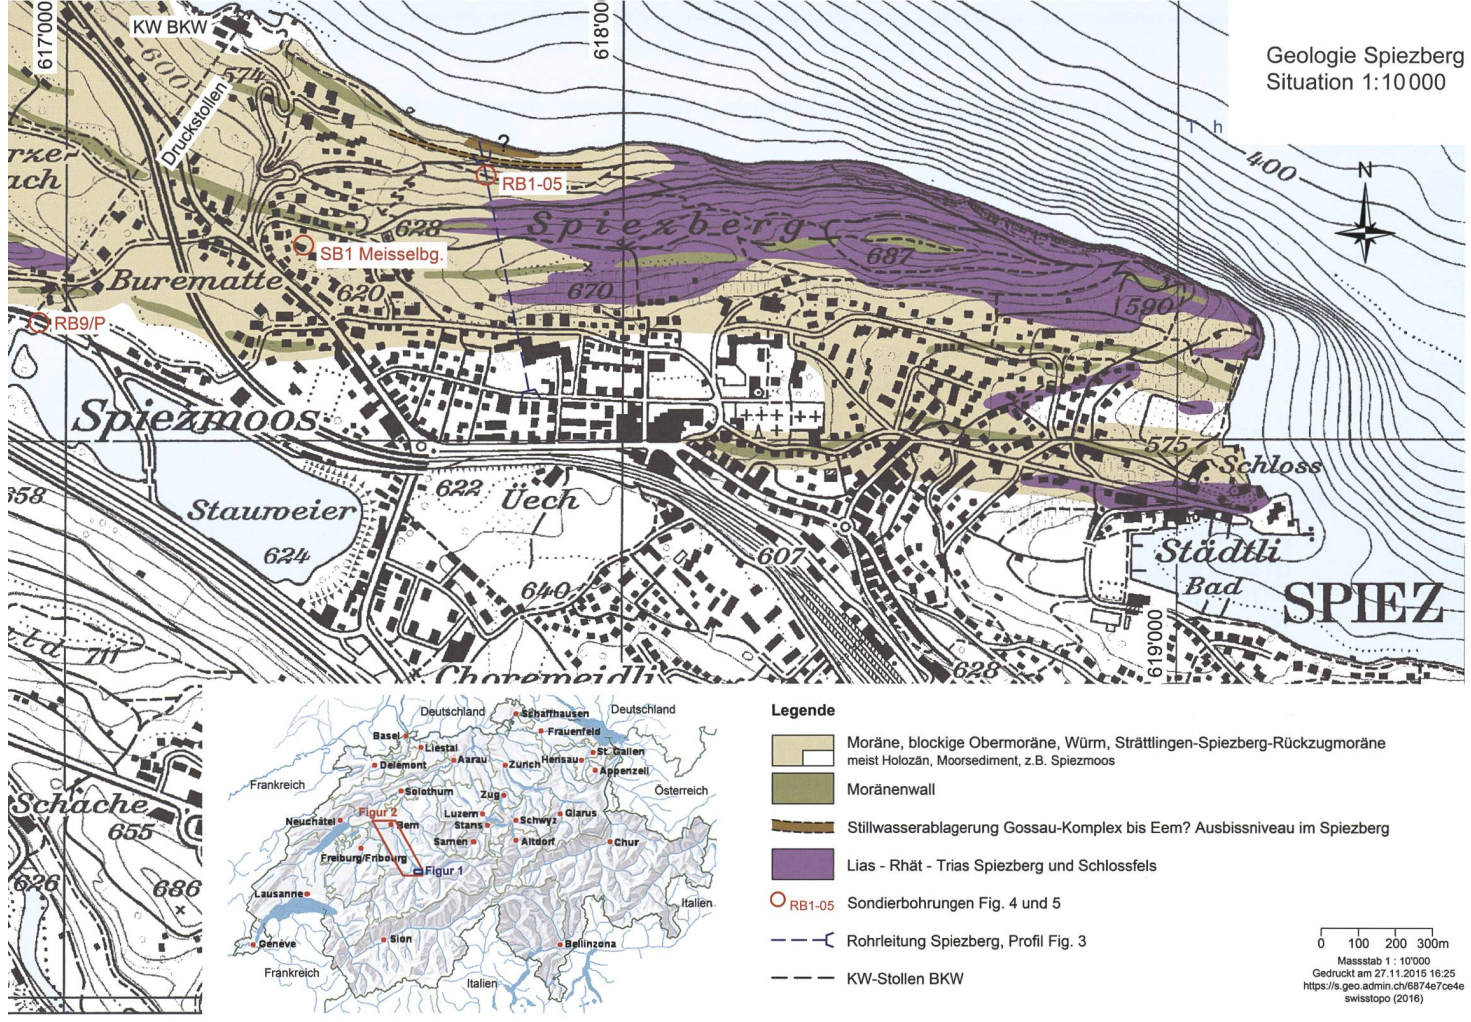 617'000
KW BKW
618'000
Geologie Spiezberg
Situation 1:10000
600
574
Druckstollen
T h
400
N
?
RB1-05
628
Spiezberg
SB1 Meisselbg.
687
Burematte
620
670
590
RB9/P
Spiezmoos
575
Schloss
658
622
Üech
Stauweier
624
607
Städtli
Bad
640
SPIEZ
711
619'000
628
Legende
Moräne, blockige Obermoräne, Würm, Strättlingen-Spiezberg-Rückzugmoräne
meist Holozän, Moorsediment, z.B. Spiezmoos
Moränenwall
Stillwasserablagerung Gossau-Komplex bis Eem? Ausbissniveau im Spiezberg
Lias - Rhät - Trias Spiezberg und Schlossfels
RB1-05
Sondierbohrungen Fig. 4 und 5
Rohrleitung Spiezberg, Profil Fig. 3
KW-Stollen BKW
Schache
655
626
686
Deutschland
Schaffhausen
Deutschland
Basel
Frauenfeld
Liestal
St. Gallen
Delémont
Aarau
Zürich
Herisau
Appenzell
Frankreich
Solothurn
Zug
Österreich
Figur 2
Luzern
Glarus
Neuchâtel
Bern
Stans
Schwyz
Sarnen
Altdorf
Chur
Freiburg/Fribourg
Figur 1
Lausanne
Italien
Genève
Sion
Bellinzona
Frankreich
Italien
0 100 200 300m
Massstab 1 : 10'000
Gedruckt am 27.11.2015 16:25
https://s.geo.admin.ch/6874e7ce4e
swisstopo (2016)